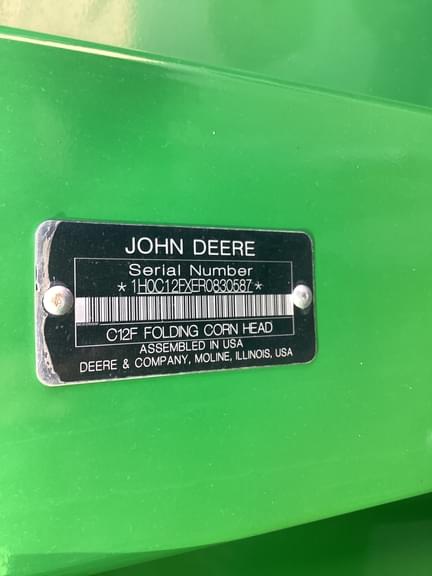 JOHN DEERE
Serial Number
*1H0C12FXER0830587*
C12F FOLDING CORN HEAD
ASSEMBLED IN USA
DEERE & COMPANY, MOLINE, ILLINOIS, USA